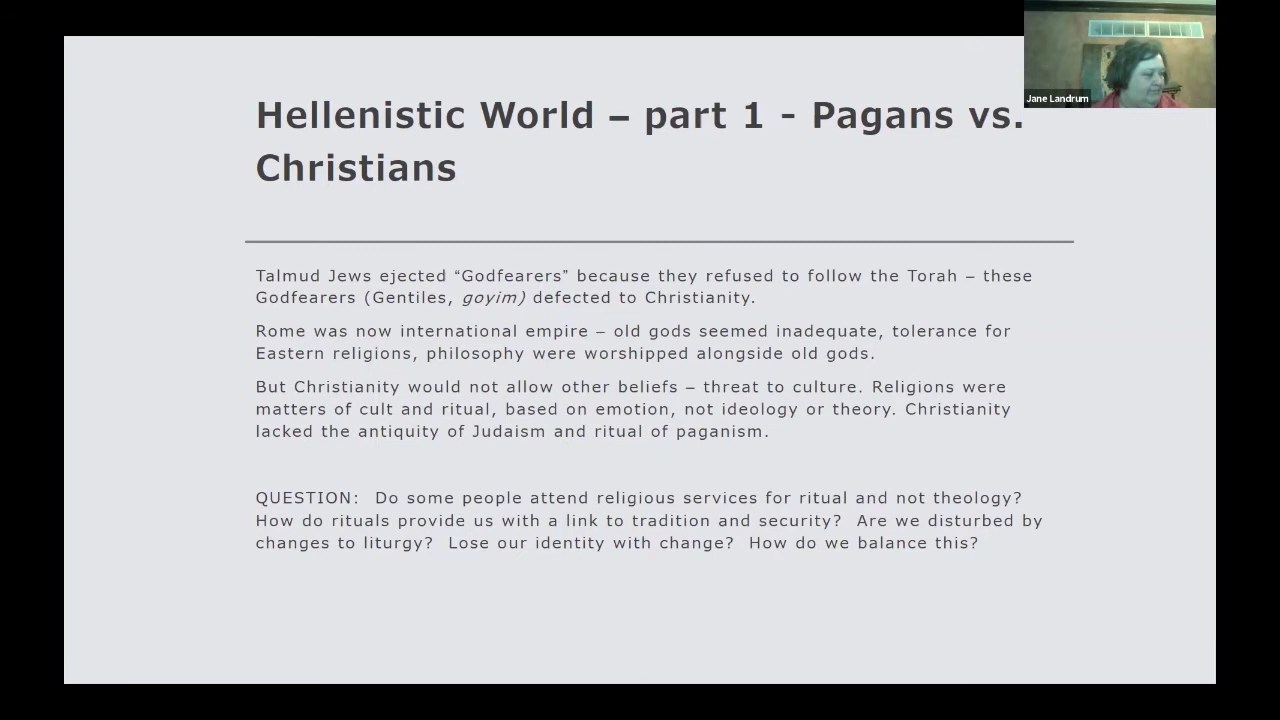 Jane Landrum
Hellenistic World – part 1 - Pagans vs.
Christians
Talmud Jews ejected “Godfearers” because they refused to follow the Torah – these
Godfearers (Gentiles, goyim) defected to Christianity.
Rome was now international empire – old gods seemed inadequate, tolerance for
Eastern religions, philosophy were worshipped alongside old gods.
But Christianity would not allow other beliefs – threat to culture. Religions were
matters of cult and ritual, based on emotion, not ideology or theory. Christianity
lacked the antiquity of Judaism and ritual of paganism.
QUESTION:  Do some people attend religious services for ritual and not theology?
How do rituals provide us with a link to tradition and security?  Are we disturbed by
changes to liturgy?  Lose our identity with change?  How do we balance this?